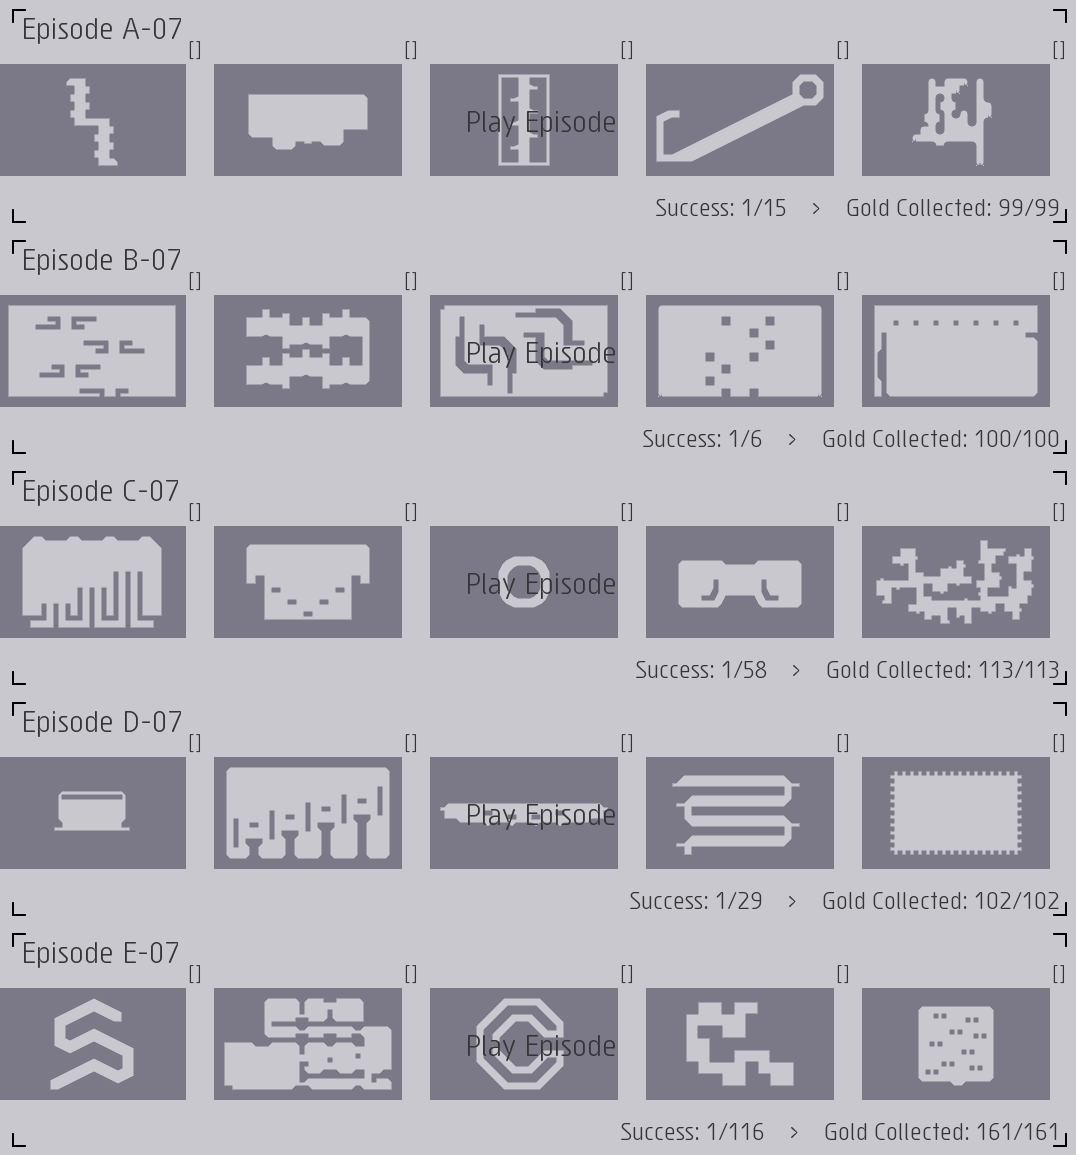 Episode A-07
[] [] [] [] []
Play Episode
Success: 1/15 > Gold Collected: 99/99
Episode B-07
[] [] [] [] []
Play Episode
Success: 1/6 > Gold Collected: 100/100
Episode C-07
[] [] [] [] []
Play Episode
Success: 1/58 > Gold Collected: 113/113
Episode D-07
[] [] [] [] []
Play Episode
Success: 1/29 > Gold Collected: 102/102
Episode E-07
[] [] [] [] []
Play Episode
Success: 1/116 > Gold Collected: 161/161